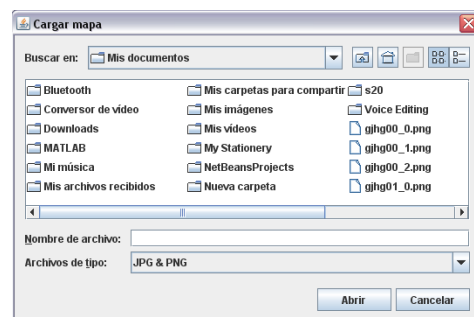 Cargar mapa
Buscar en: Mis documentos
Bluetooth
Conversor de vídeo
Downloads
MATLAB
Mi música
Mis archivos recibidos
Mis carpetas para compartir
Mis imágenes
Mis vídeos
My Stationery
NetBeansProjects
Nueva carpeta
s20
Voice Editing
gjhg00_0.png
gjhg00_1.png
gjhg00_2.png
gjhg01_0.png
Nombre de archivo:
Archivos de tipo: JPG & PNG
Abrir Cancelar